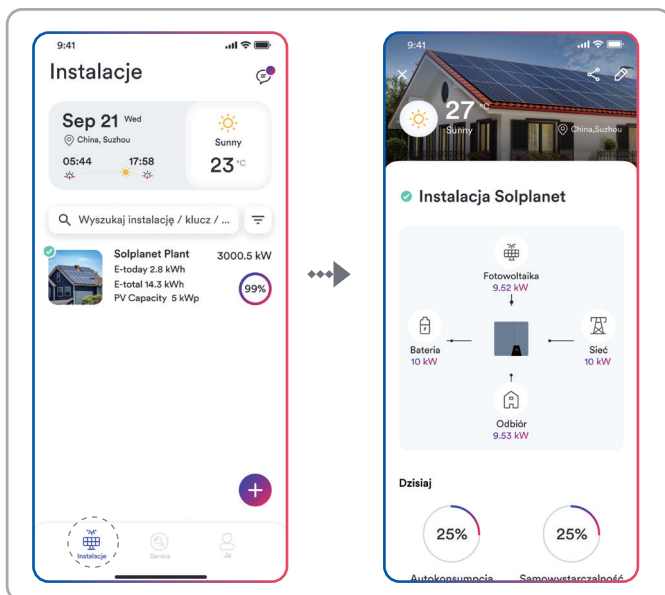 9:41
Instalacje
Sep 21 Wed
China, Suzhou
05:44 17:58
Sunny
23 °C
Wyszukaj instalację / klucz / ...
Solplanet Plant
E-today 2.8 kWh
E-total 14.3 kWh
PV Capacity 5 kWp
3000.5 kW
99%
+
Instalacje
Serwis
Ja
9:41
27 °C
Sunny
China,Suzhou
Instalacja Solplanet
Fotowoltaika
9.52 kW
Bateria
10 kW
Sieć
10 kW
Odbiór
9.53 kW
Dzisiaj
25% 25%
Autokonsumpcja Samowystarczalność